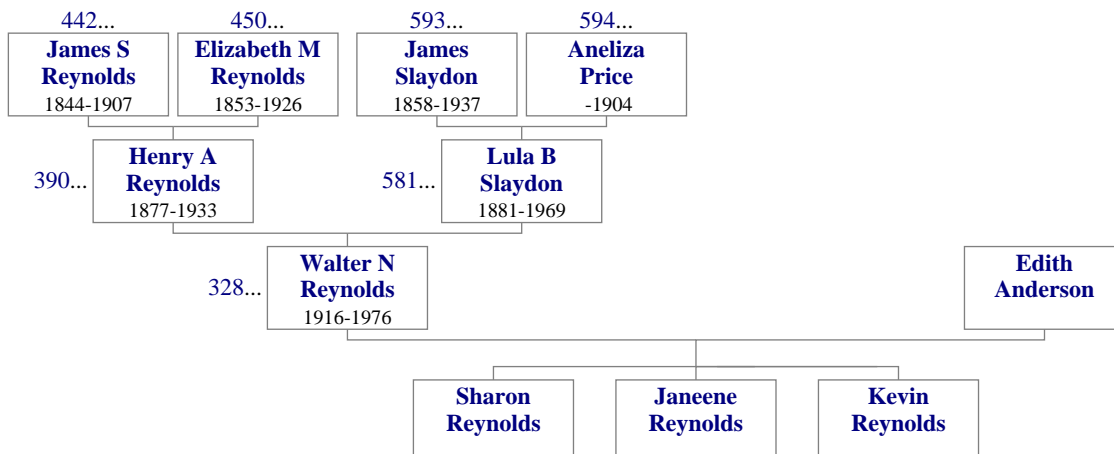 442... 450... 593... 594...
James S Elizabeth M James Aneliza
Reynolds Reynolds Slaydon Price
1844-1907 1853-1926 1858-1937 -1904
Henry A Lula B
390... Reynolds 581... Slaydon
1877-1933 1881-1969
Walter N Edith
328... Reynolds Anderson
1916-1976
Sharon Janeene Kevin
Reynolds Reynolds Reynolds